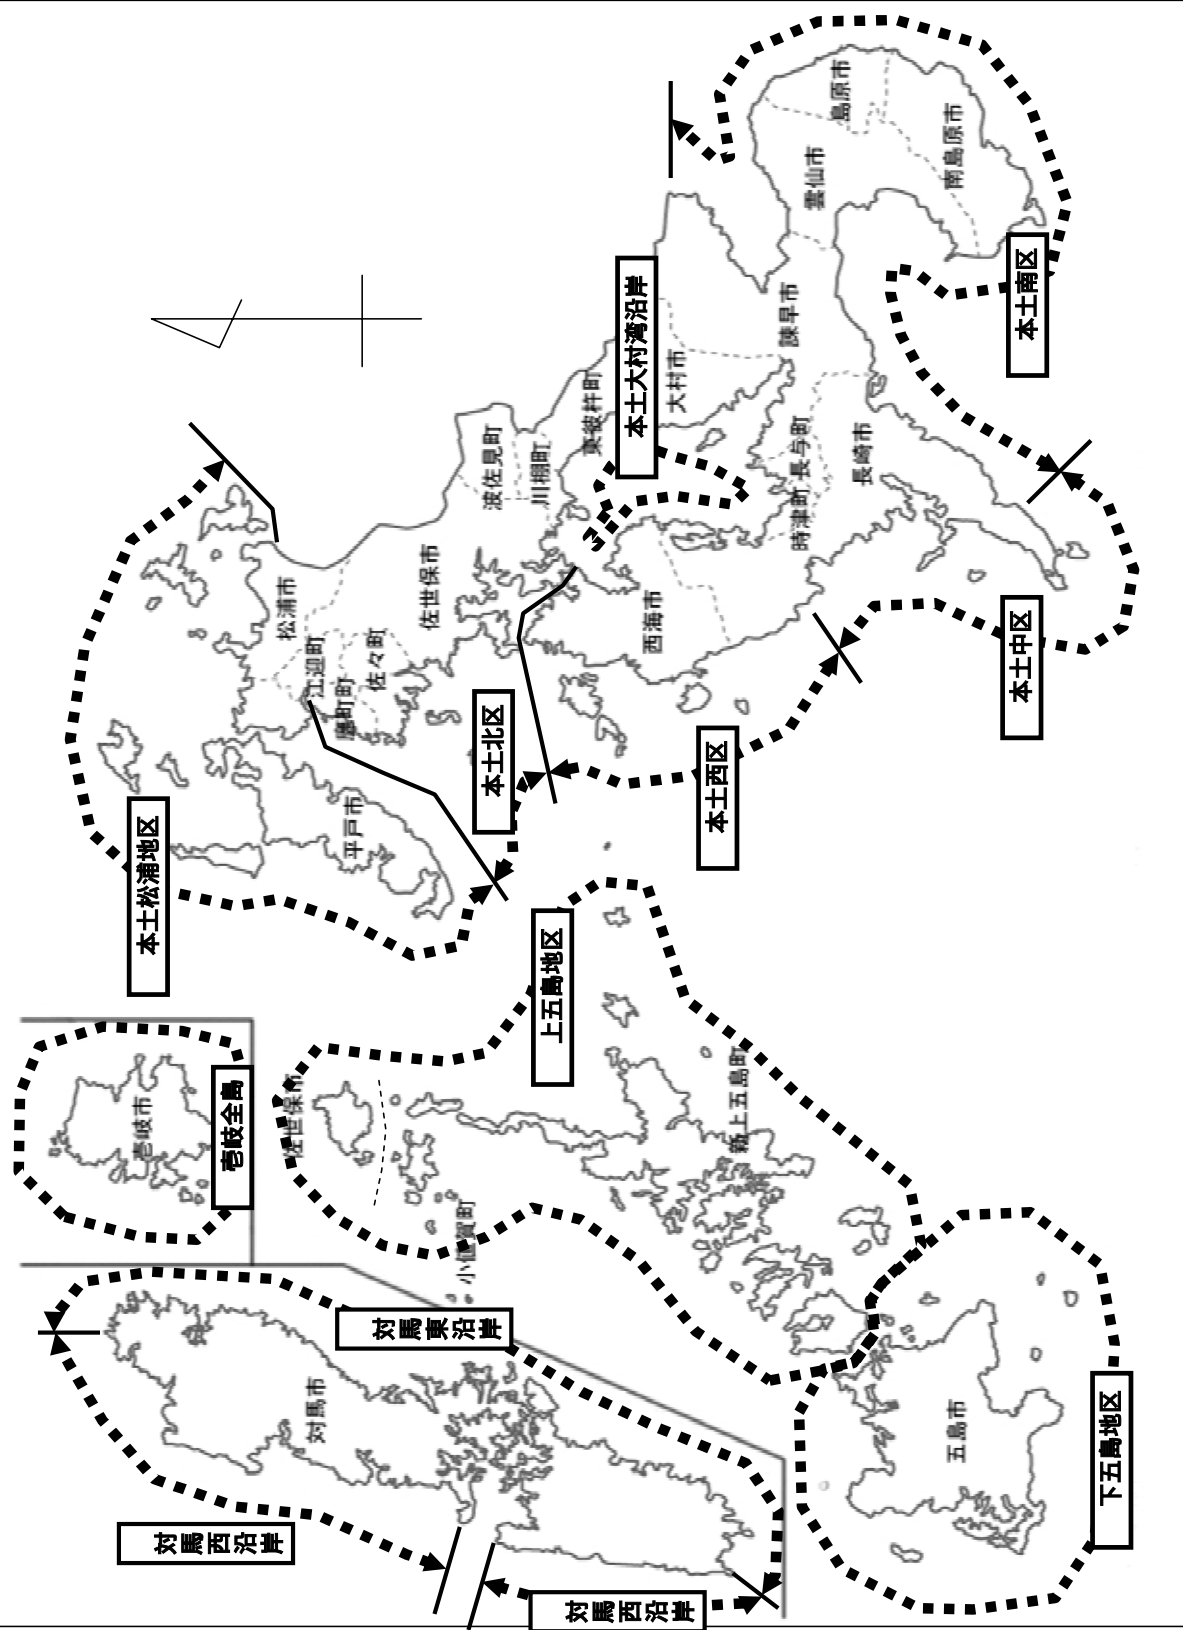 島原市
南島原市
雲仙市
本土南区
諫早市
本土大村湾沿岸
大村市
東彼杵町
波佐見町
川棚町
長与町
時津町
長崎市
佐世保市
松浦市
西海市
江迎町
佐々町
鹿町町
本土中区
本土北区
本土西区
平戸市
本土松浦地区
上五島地区
壱岐市
壱岐全島
佐世保市
新上五島町
小値賀町
対馬東沿岸
対馬市
五島市
下五島地区
対馬西沿岸
対馬西沿岸